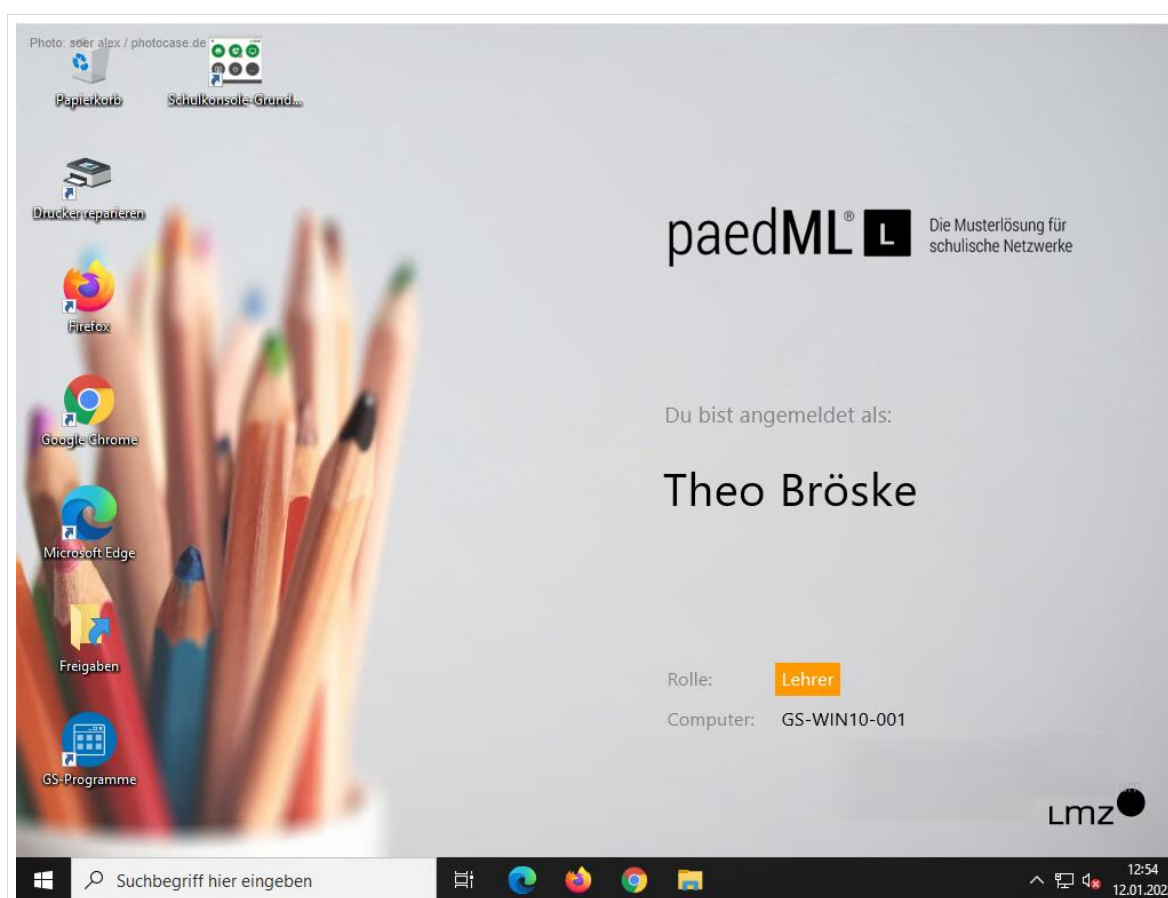 Photo: soer alex / photocase.de
Papierkorb
Schulkonsole-Grund...
Drucker reparieren
Firefox
Google Chrome
Microsoft Edge
Freigaben
GS-Programme
paedML® L
Die Musterlösung für
schulische Netzwerke
Du bist angemeldet als:
Theo Bröske
Rolle: Lehrer
Computer: GS-WIN10-001
Lmz
Suchbegriff hier eingeben
12:54